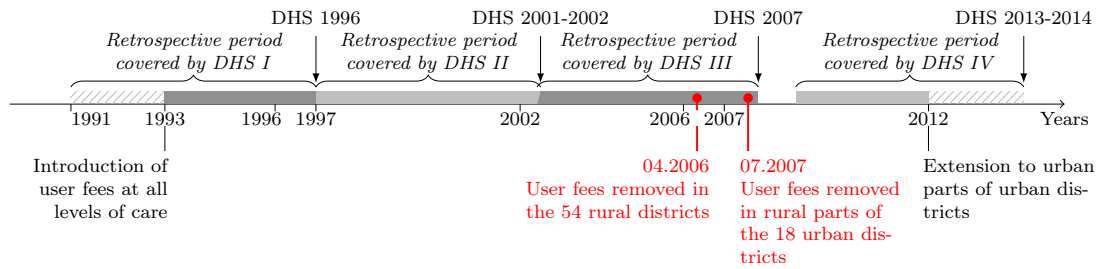 DHS 1996
DHS 2001-2002
DHS 2007
DHS 2013-2014
Retrospective period
covered by DHS I
Retrospective period
covered by DHS II
Retrospective period
covered by DHS III
Retrospective period
covered by DHS IV
1991
1993
1996
1997
2002
2006
2007
2012
Years
Introduction of
user fees at all
levels of care
04.2006
User fees removed in
the 54 rural districts
07.2007
User fees removed
in rural parts of
the 18 urban dis-
tricts
Extension to urban
parts of urban dis-
tricts